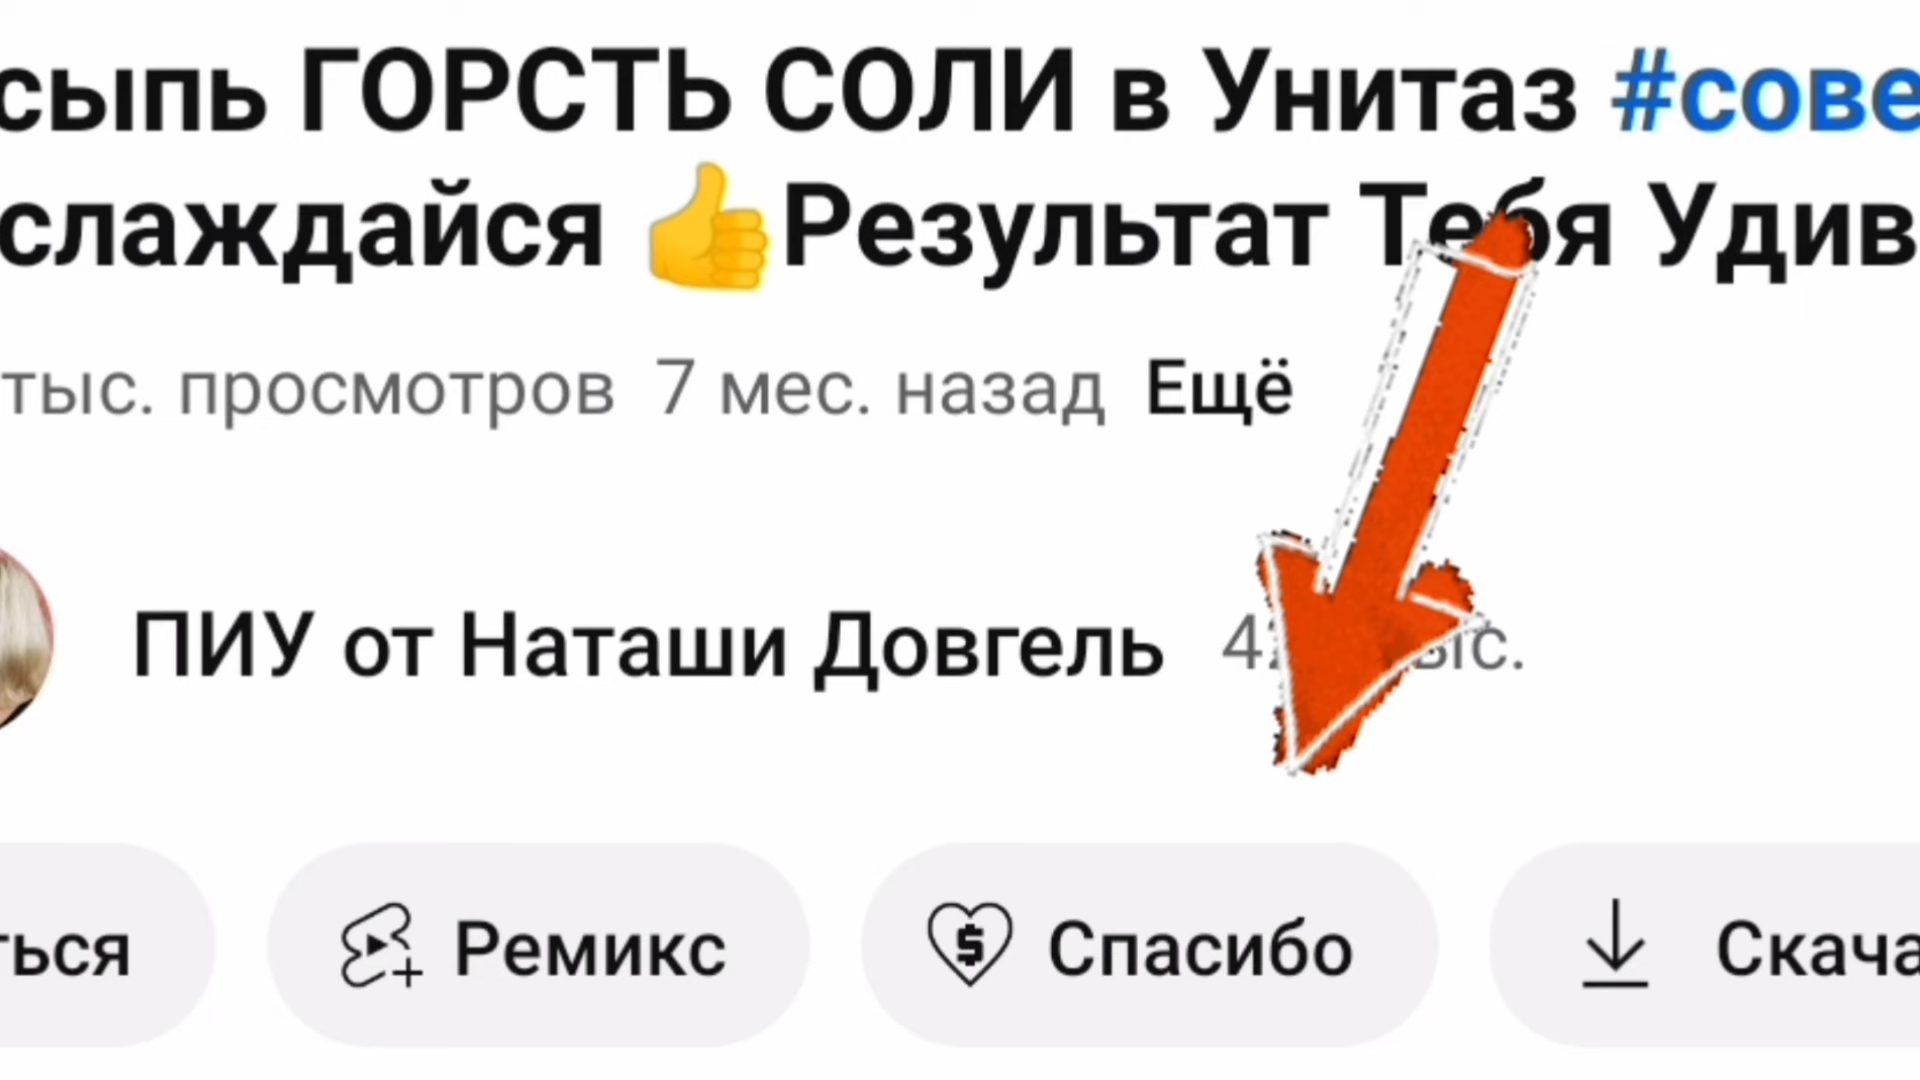 сыпь ГОРСТЬ СОЛИ в Унитаз #сове
слаждайся 👍Результат Тебя Удив
тыс. просмотров 7 мес. назад Ещё
ПИУ от Наташи Довгель
ться Ремикс Спасибо Скача